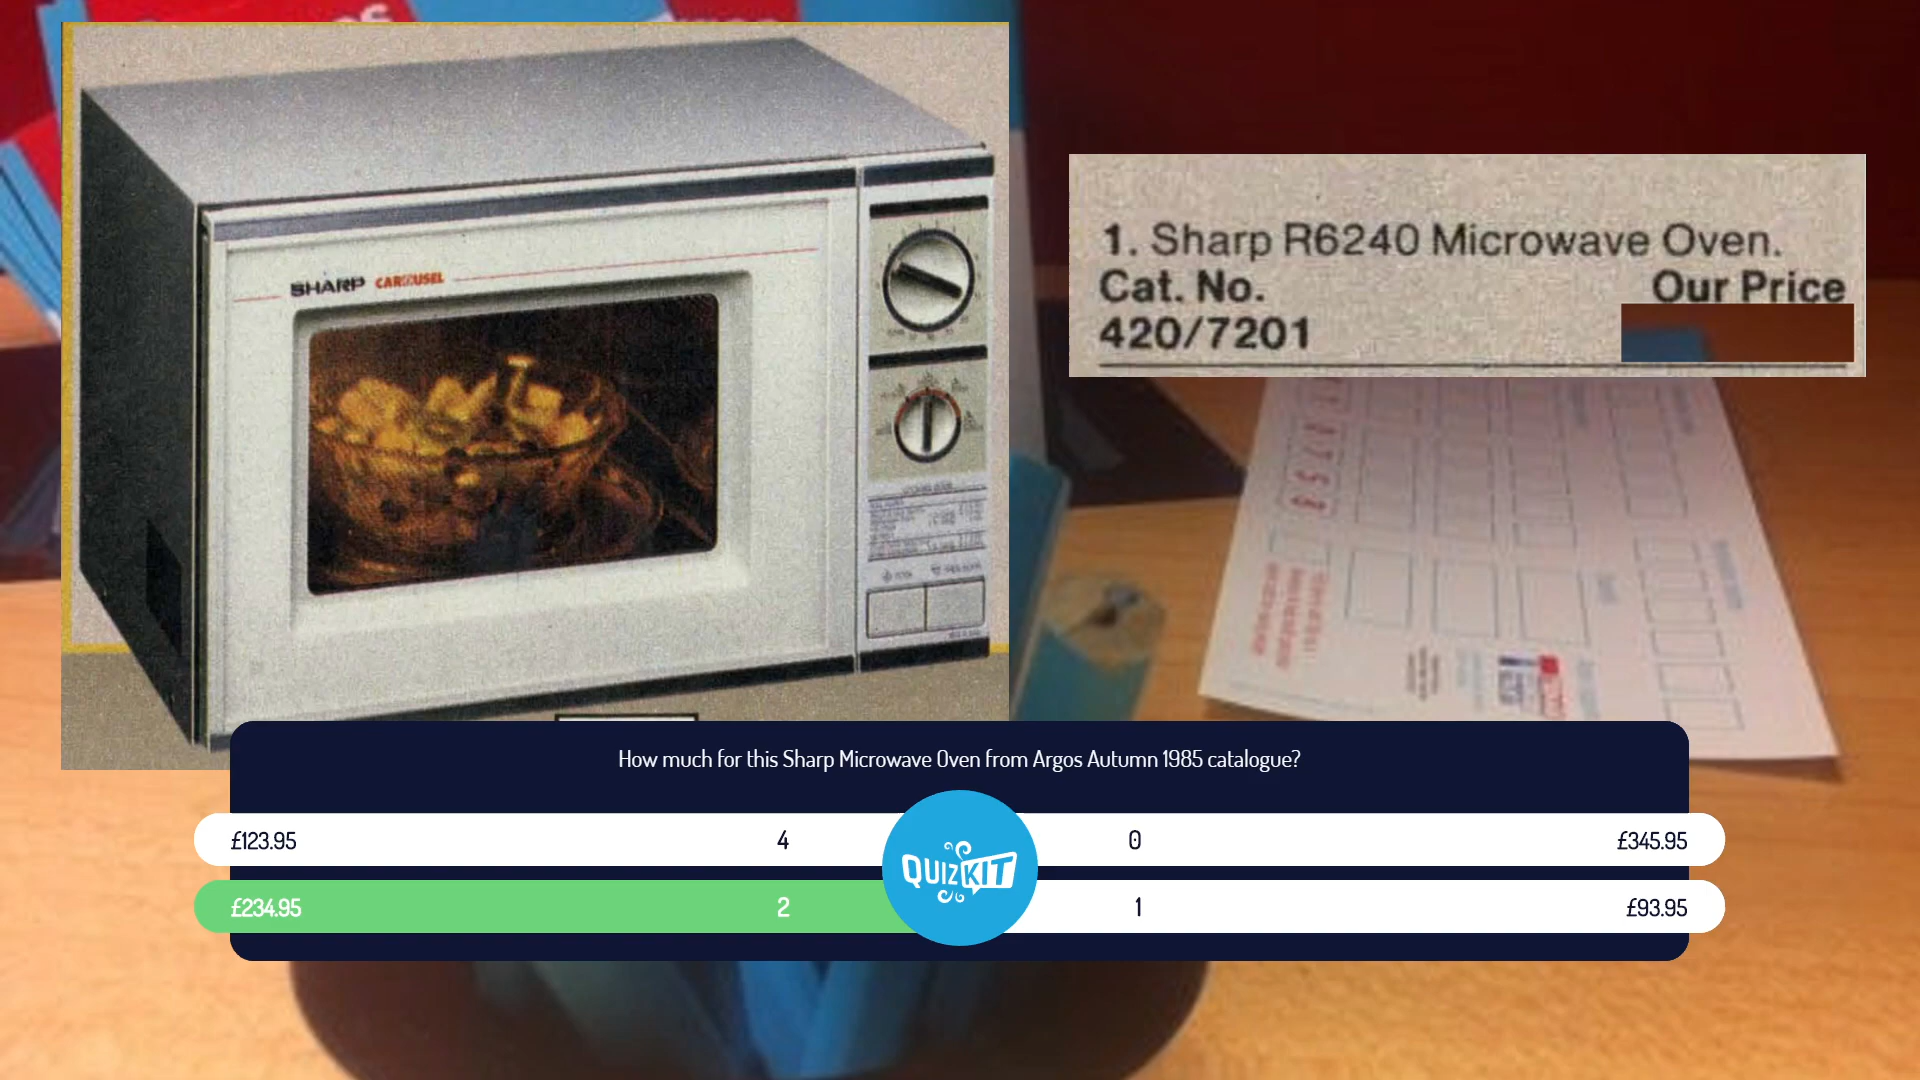 SHARP CAROUSEL
1. Sharp R6240 Microwave Oven.
Cat. No. Our Price
420/7201
How much for this Sharp Microwave Oven from Argos Autumn 1985 catalogue?
£123.95 4 0 £345.95
£234.95 2 1 £93.95
QUIZKIT